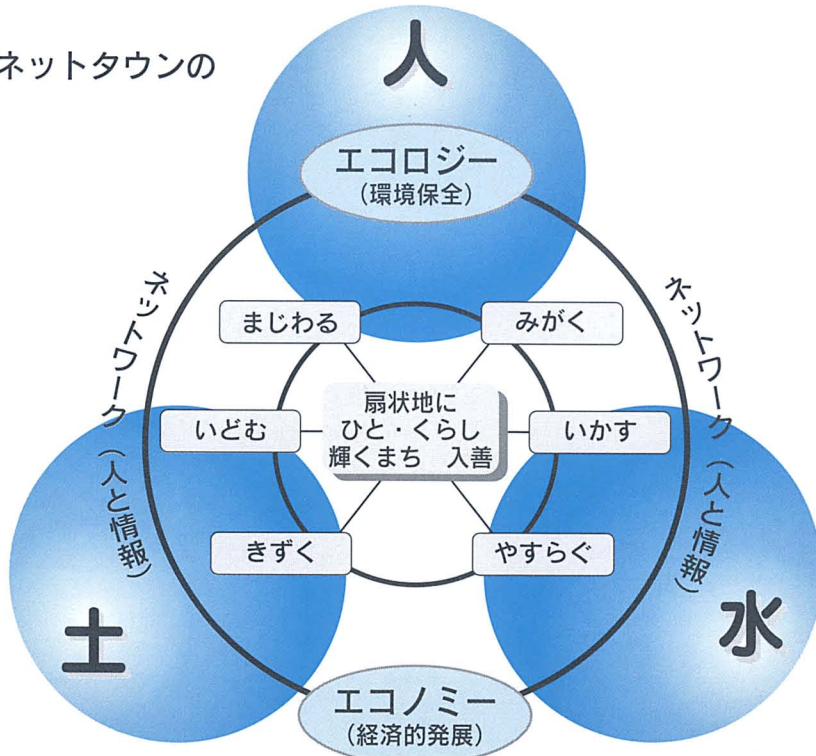 ネットタウンの
人
エコロジー
（環境保全）
ネットワーク（人と情報）
ネットワーク（人と情報）
まじわる
みがく
いどむ
扇状地に
ひと・くらし
輝くまち　入善
いかす
きずく
やすらぐ
土
水
エコノミー
（経済的発展）